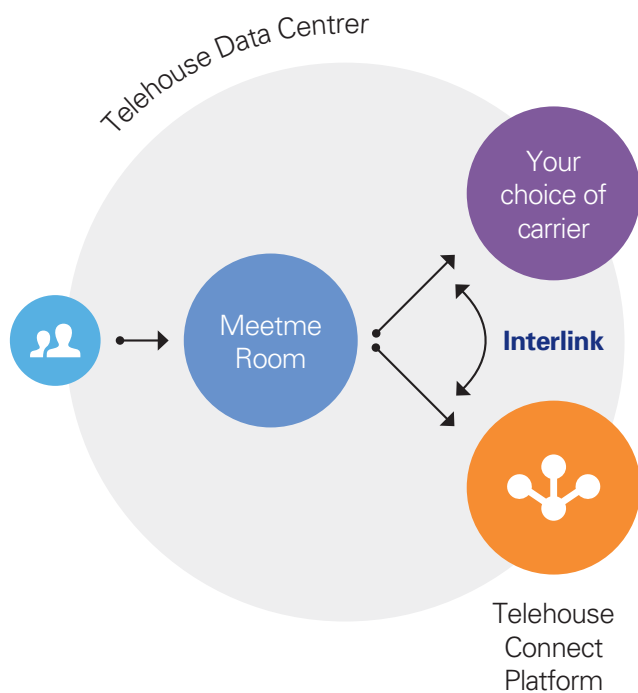 Telehouse Data Centrer
Your
choice of
carrier
Meetme
Room
Interlink
Telehouse
Connect
Platform